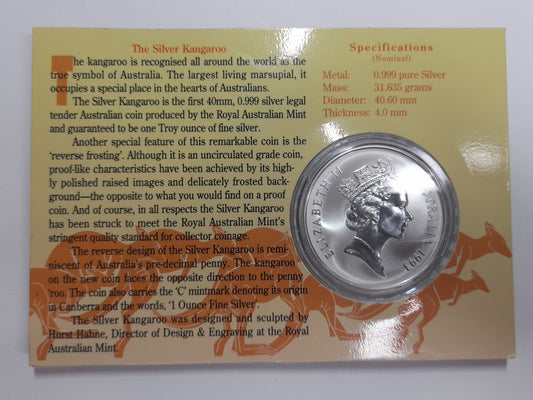 The Silver Kangaroo
The kangaroo is recognised all around the world as the
true symbol of Australia. The largest living marsupial, it
occupies a special place in the hearts of Australians.
The Silver Kangaroo is the first 40mm, 0.999 silver legal
tender Australian coin produced by the Royal Australian Mint
and guaranteed to be one Troy ounce of fine silver.
Another special feature of this remarkable coin is the
'reverse frosting'. Although it is an uncirculated grade coin,
proof-like characteristics have been achieved by its high-
ly polished raised images and delicately frosted back-
ground—the opposite to what you would find on a proof
coin. And of course, in all respects the Silver Kangaroo
has been struck to meet the Royal Australian Mint's
stringent quality standard for collector coinage.
The reverse design of the Silver Kangaroo is remi-
niscent of Australia's pre-decimal penny. The kangaroo
on the new coin faces the opposite direction to the penny
'roo. The coin also carries the 'C' mintmark denoting its origin
in Canberra and the words, '1 Ounce Fine Silver'.
The Silver Kangaroo was designed and sculpted by
Horst Hahne, Director of Design & Engraving at the Royal
Australian Mint.
Specifications
(Nominal)
Metal: 0.999 pure Silver
Mass: 31.635 grams
Diameter: 40.60 mm
Thickness: 4.0 mm
ELIZABETH II AUSTRALIA 1993